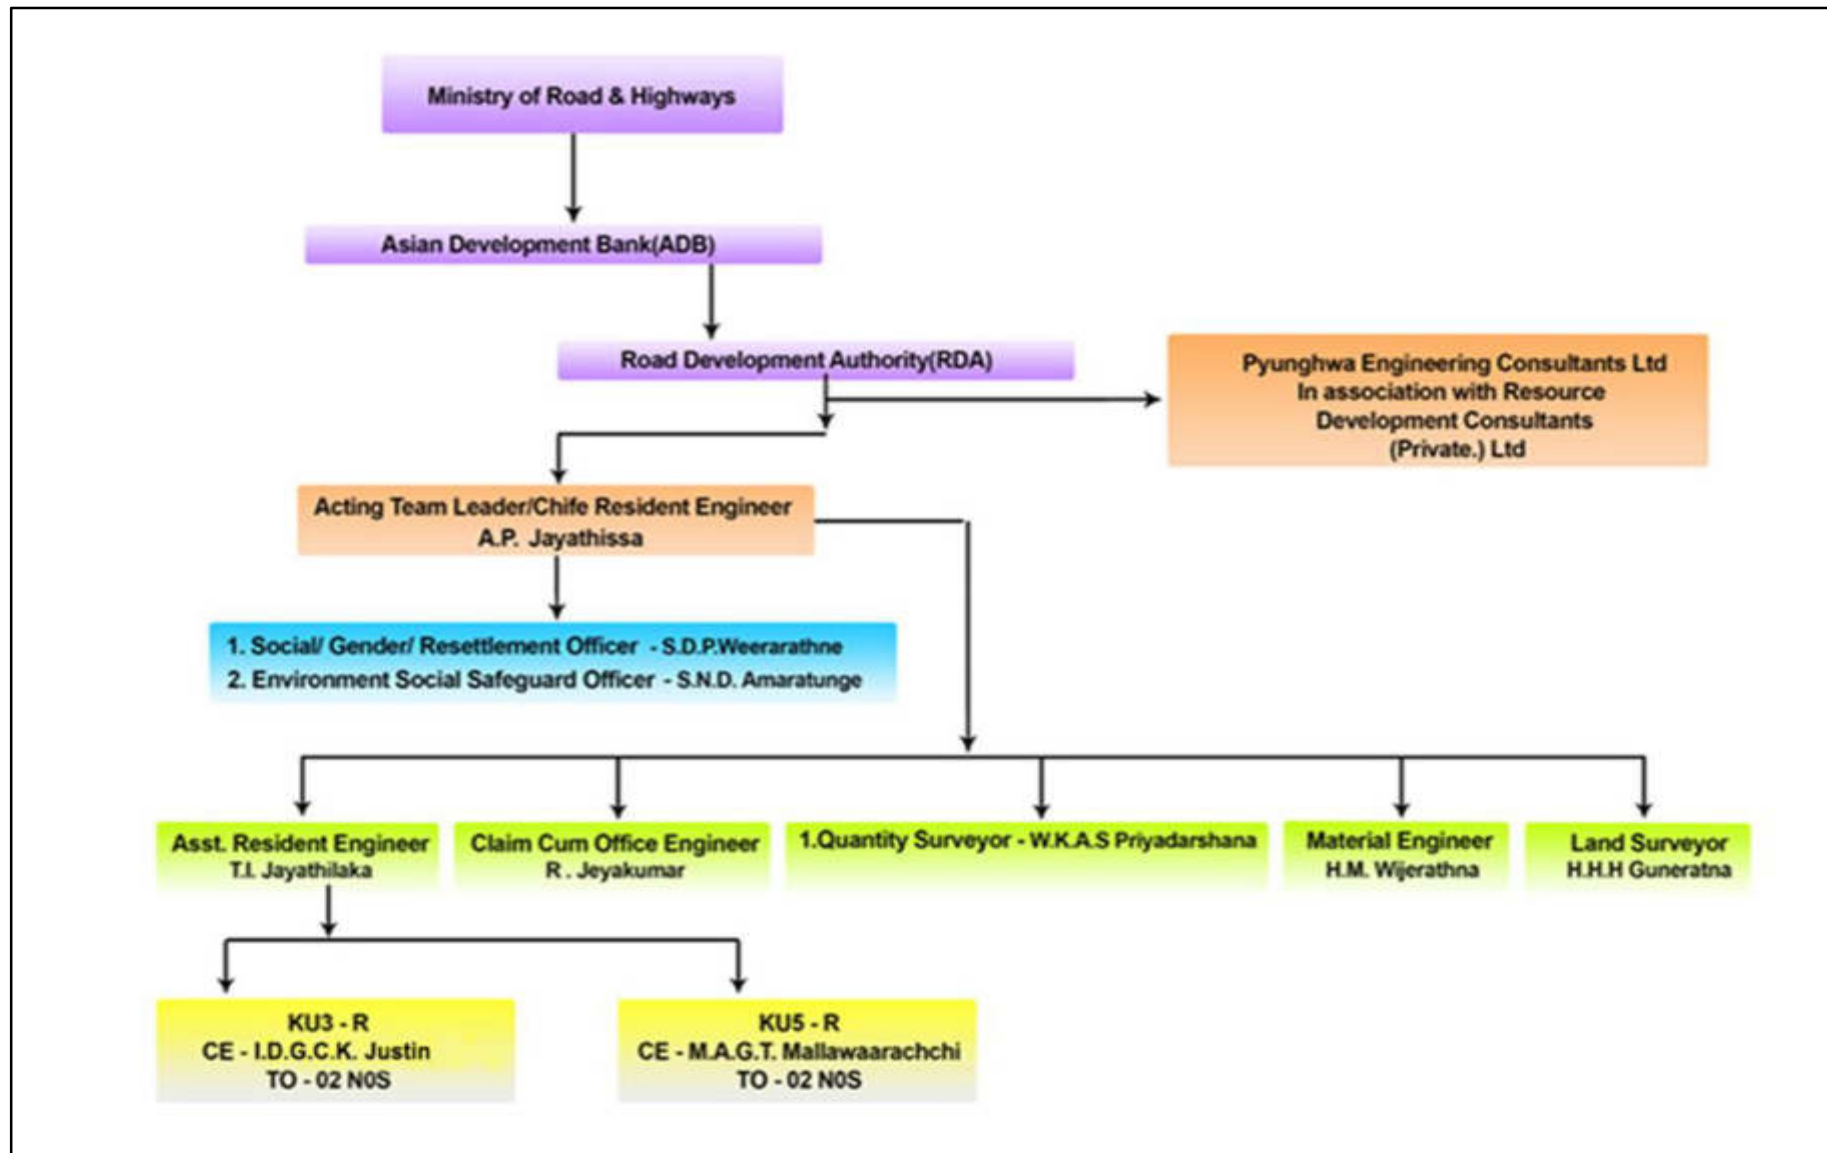 Ministry of Road & Highways
Asian Development Bank(ADB)
Road Development Authority(RDA)
Pyunghwa Engineering Consultants Ltd
In association with Resource
Development Consultants
(Private.) Ltd
Acting Team Leader/Chife Resident Engineer
A.P. Jayathissa
1. Social/ Gender/ Resettlement Officer - S.D.P.Weerarathne
2. Environment Social Safeguard Officer - S.N.D. Amaratunge
Asst. Resident Engineer
T.I. Jayathilaka
Claim Cum Office Engineer
R . Jeyakumar
1.Quantity Surveyor - W.K.A.S Priyadarshana
Material Engineer
H.M. Wijerathna
Land Surveyor
H.H.H Guneratna
KU3 - R
CE - I.D.G.C.K. Justin
TO - 02 N0S
KU5 - R
CE - M.A.G.T. Mallawaarachchi
TO - 02 N0S